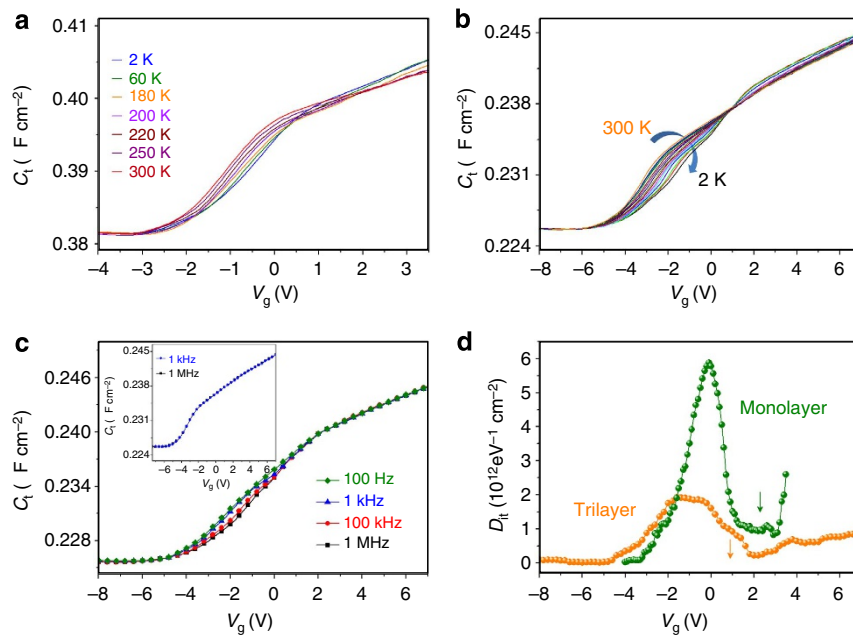 a
0.41
0.40
0.39
0.38
Ct ( F cm–2)
2 K
60 K
180 K
200 K
220 K
250 K
300 K
–4 –3 –2 –1 0 1 2 3
Vg (V)
b
0.245
0.238
0.231
0.224
Ct ( F cm–2)
300 K
2 K
–8 –6 –4 –2 0 2 4 6
Vg (V)
c
0.246
0.240
0.234
0.228
Ct ( F cm–2)
0.245
0.238
0.231
0.224
Ct ( F cm–2)
1 kHz
1 MHz
–6 –4 –2 0 2 4 6
Vg (V)
100 Hz
1 kHz
100 kHz
1 MHz
–8 –6 –4 –2 0 2 4 6
Vg (V)
d
6
5
4
3
2
1
0
Dit (1012eV–1 cm–2)
Monolayer
Trilayer
–8 –6 –4 –2 0 2 4 6 8
Vg (V)